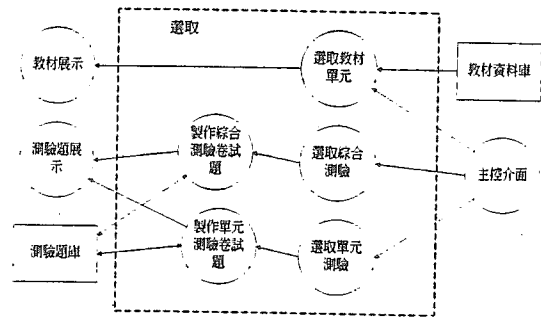 選取
教材展示
選取教材
單元
教材資料庫
測驗題展
示
製作綜合
測驗卷試
題
選取綜合
測驗
主控介面
測驗題庫
製作單元
測驗卷試
題
選取單元
測驗